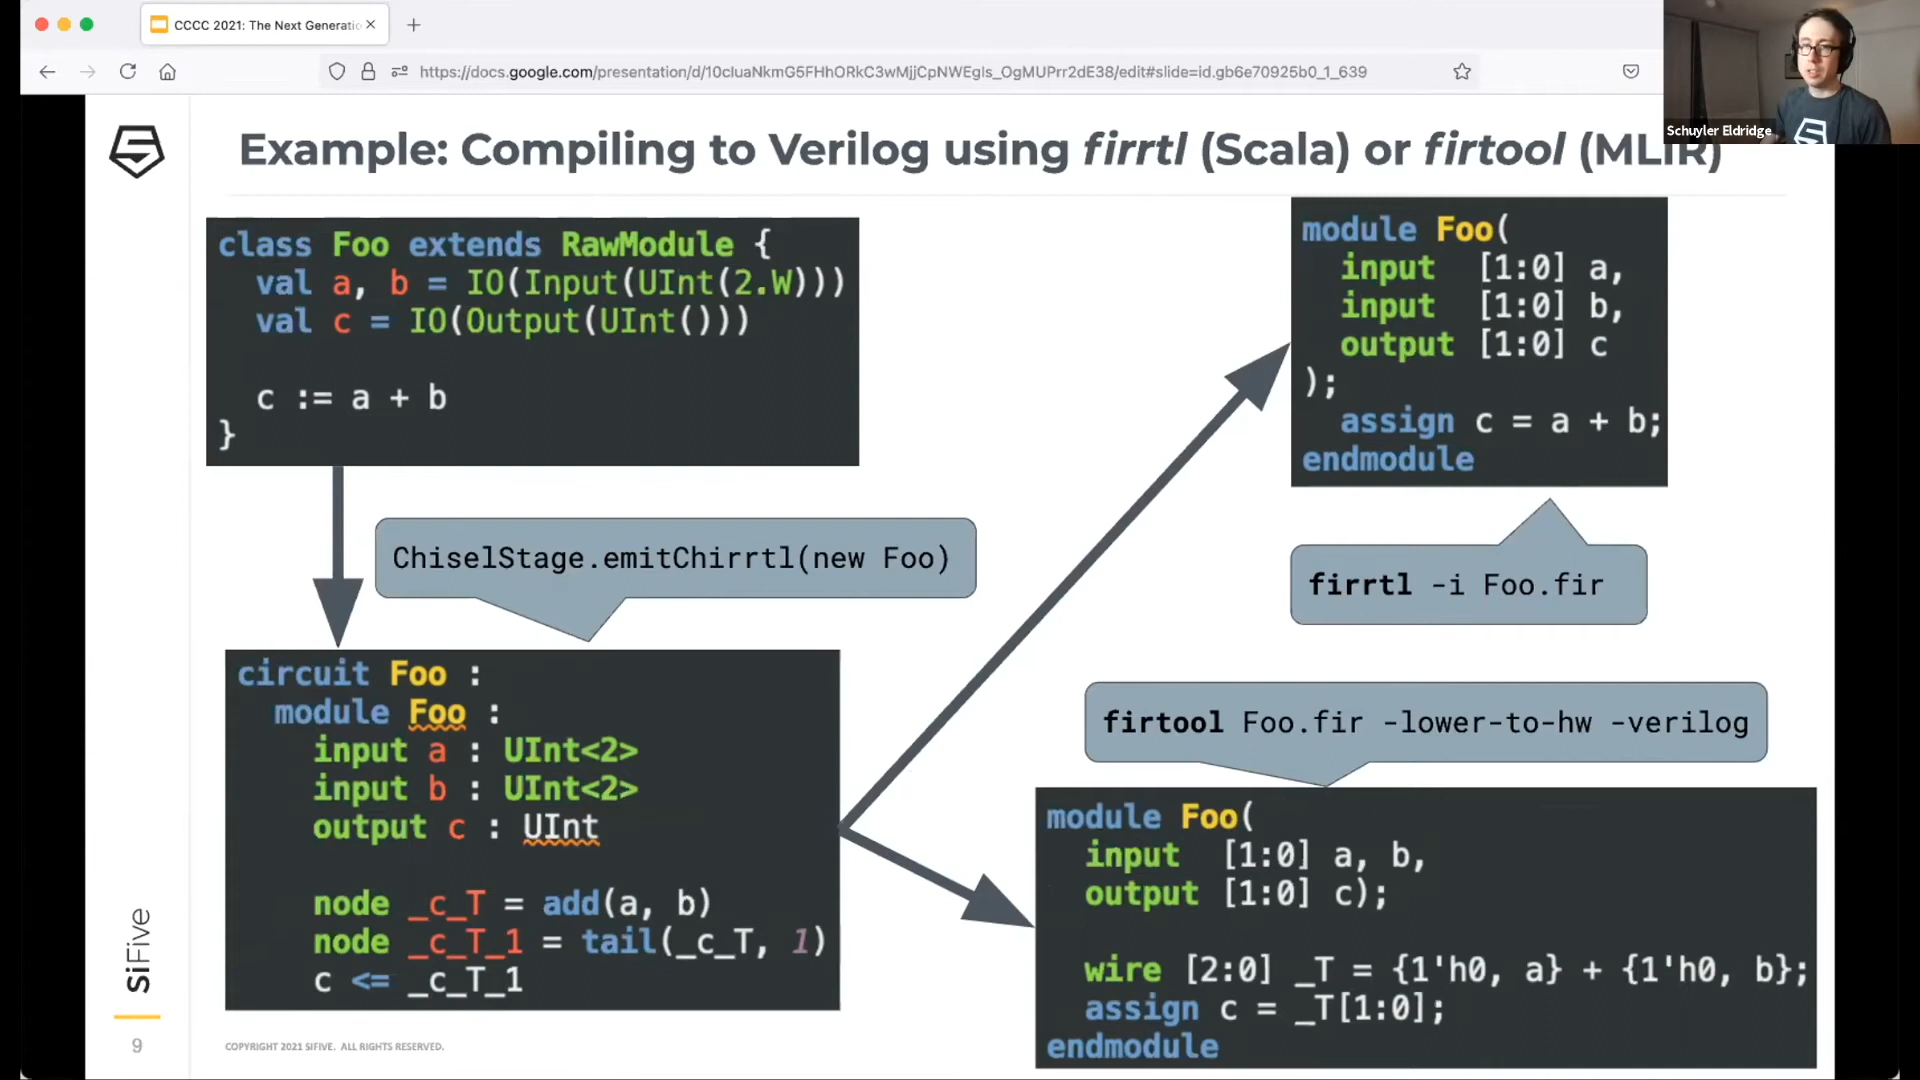 CCCC 2021: The Next Generatio
https://docs.google.com/presentation/d/10cIuaNkmG5FHhORkC3wMjjCpNWEgIs_OgMUPrr2dE38/edit#slide=id.gb6e70925b0_1_639
Schuyler Eldridge
Example: Compiling to Verilog using firrtl (Scala) or firtool (MLIR)
class Foo extends RawModule {
  val a, b = IO(Input(UInt(2.W)))
  val c = IO(Output(UInt()))
  c := a + b
}
ChiselStage.emitChirrtl(new Foo)
circuit Foo :
  module Foo :
    input a : UInt<2>
    input b : UInt<2>
    output c : UInt
    node _c_T = add(a, b)
    node _c_T_1 = tail(_c_T, 1)
    c <= _c_T_1
module Foo(
  input  [1:0] a,
  input  [1:0] b,
  output [1:0] c
);
  assign c = a + b;
endmodule
firrtl -i Foo.fir
firtool Foo.fir -lower-to-hw -verilog
module Foo(
  input  [1:0] a, b,
  output [1:0] c);
  wire [2:0] _T = {1'h0, a} + {1'h0, b};
  assign c = _T[1:0];
endmodule
SiFive
9
COPYRIGHT 2021 SIFIVE. ALL RIGHTS RESERVED.